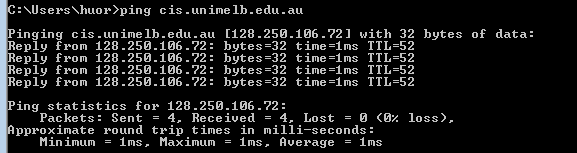 C:\Users\huor>ping cis.unimelb.edu.au
Pinging cis.unimelb.edu.au [128.250.106.72] with 32 bytes of data:
Reply from 128.250.106.72: bytes=32 time=1ms TTL=52
Reply from 128.250.106.72: bytes=32 time=1ms TTL=52
Reply from 128.250.106.72: bytes=32 time=1ms TTL=52
Reply from 128.250.106.72: bytes=32 time=1ms TTL=52
Ping statistics for 128.250.106.72:
    Packets: Sent = 4, Received = 4, Lost = 0 (0% loss),
Approximate round trip times in milli-seconds:
    Minimum = 1ms, Maximum = 1ms, Average = 1ms